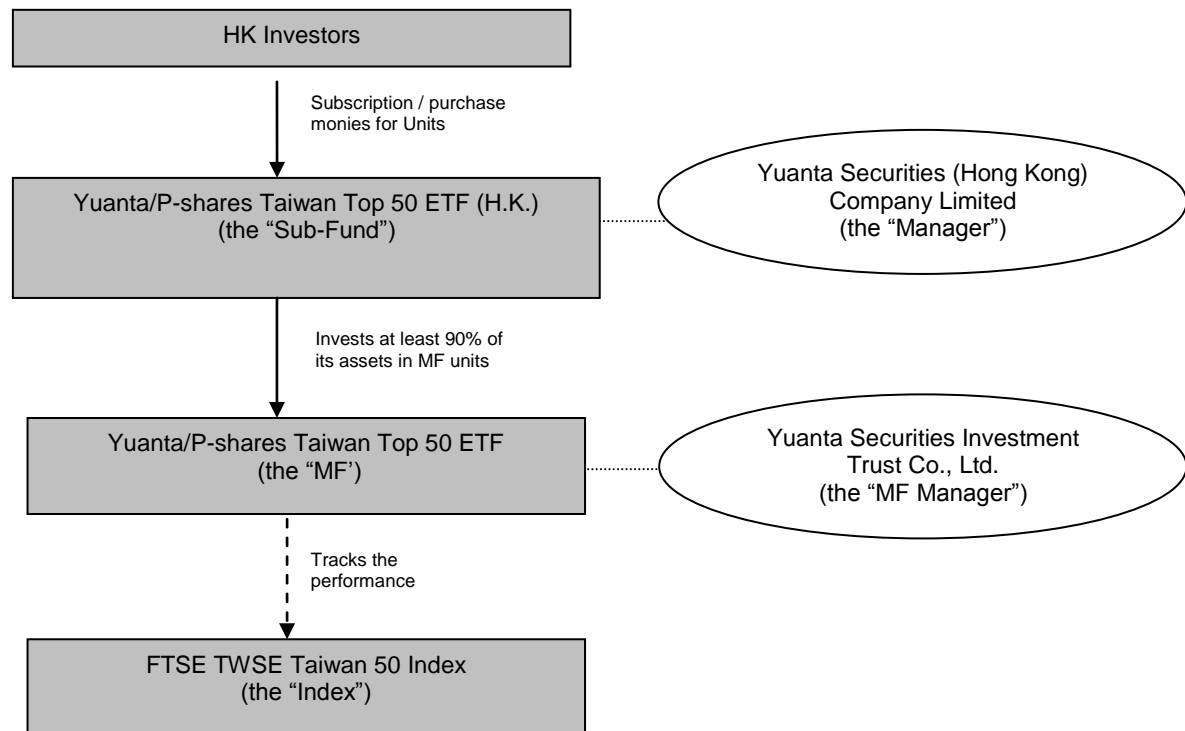 HK Investors
Subscription / purchase
monies for Units
Yuanta/P-shares Taiwan Top 50 ETF (H.K.)
(the “Sub-Fund”)
Yuanta Securities (Hong Kong)
Company Limited
(the “Manager”)
Invests at least 90% of
its assets in MF units
Yuanta/P-shares Taiwan Top 50 ETF
(the “MF’)
Yuanta Securities Investment
Trust Co., Ltd.
(the “MF Manager”)
Tracks the
performance
FTSE TWSE Taiwan 50 Index
(the “Index”)